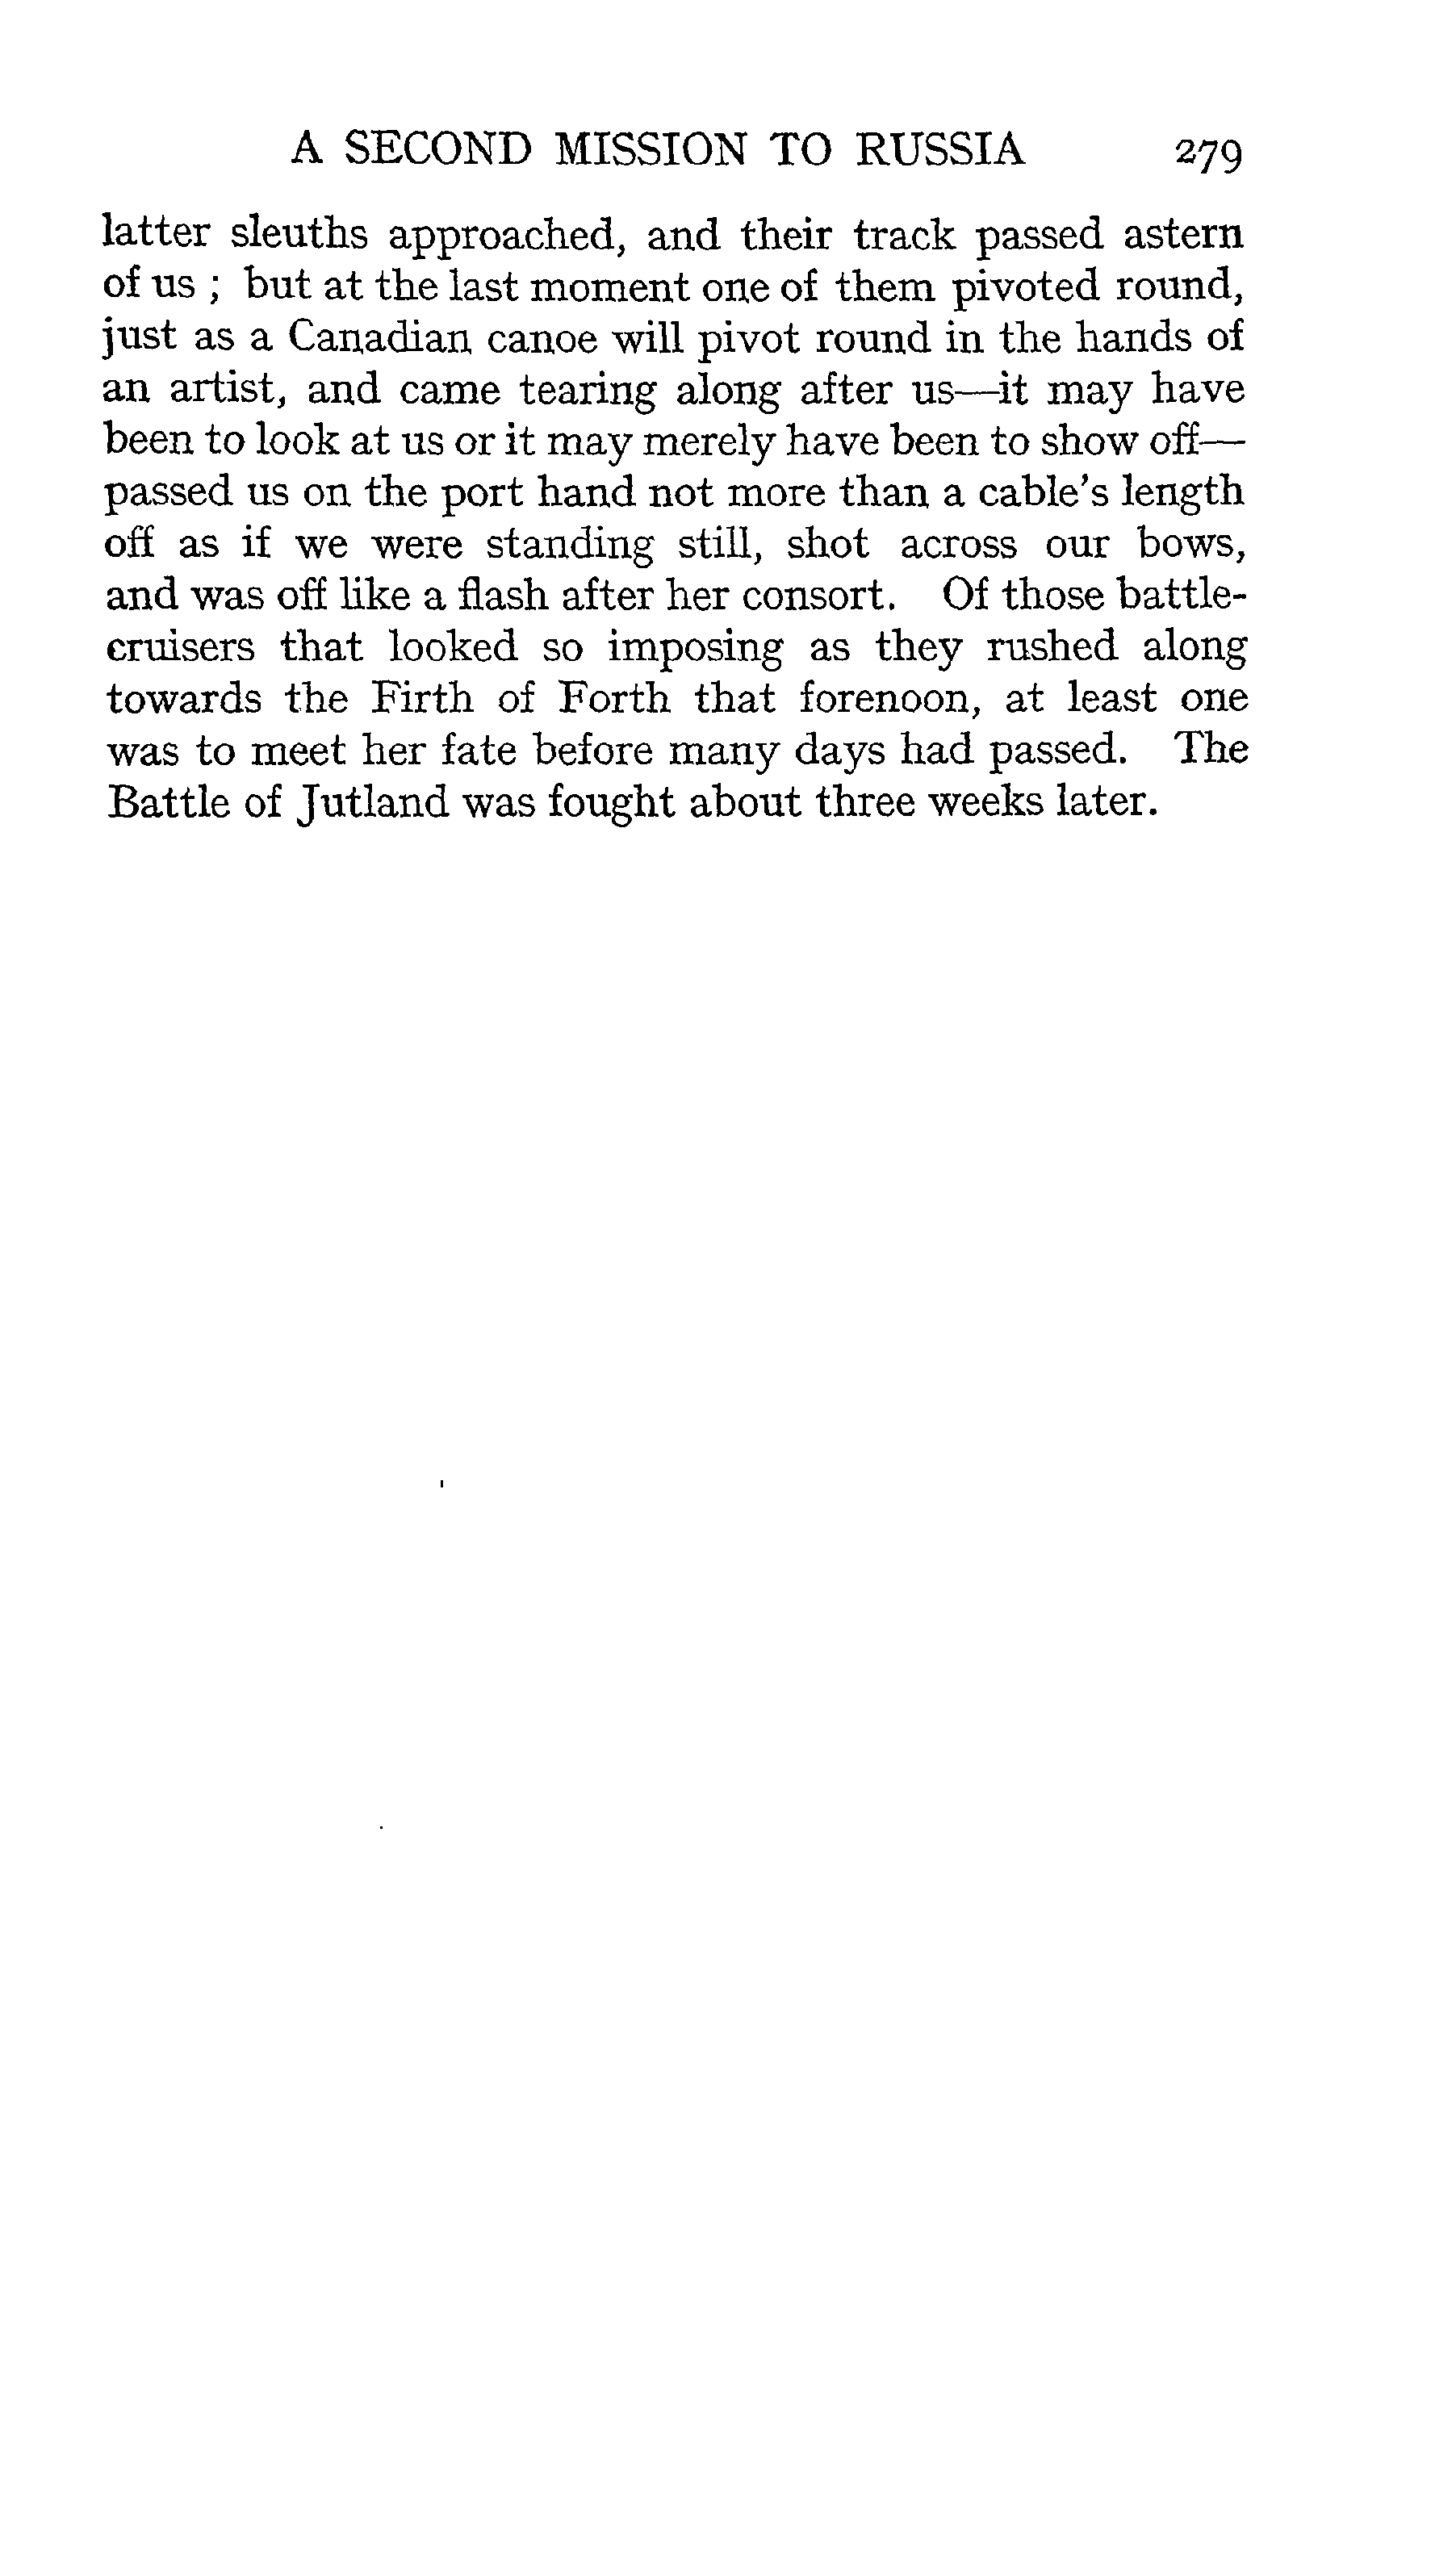 A SECOND MISSION TO RUSSIA 279
latter sleuths approached, and their track passed astern
of us ; but at the last moment one of them pivoted round,
just as a Canadian canoe will pivot round in the hands of
an artist, and came tearing along after us—it may have
been to look at us or it may merely have been to show off—
passed us on the port hand not more than a cable's length
off as if we were standing still, shot across our bows,
and was off like a flash after her consort. Of those battle-
cruisers that looked so imposing as they rushed along
towards the Firth of Forth that forenoon, at least one
was to meet her fate before many days had passed. The
Battle of Jutland was fought about three weeks later.